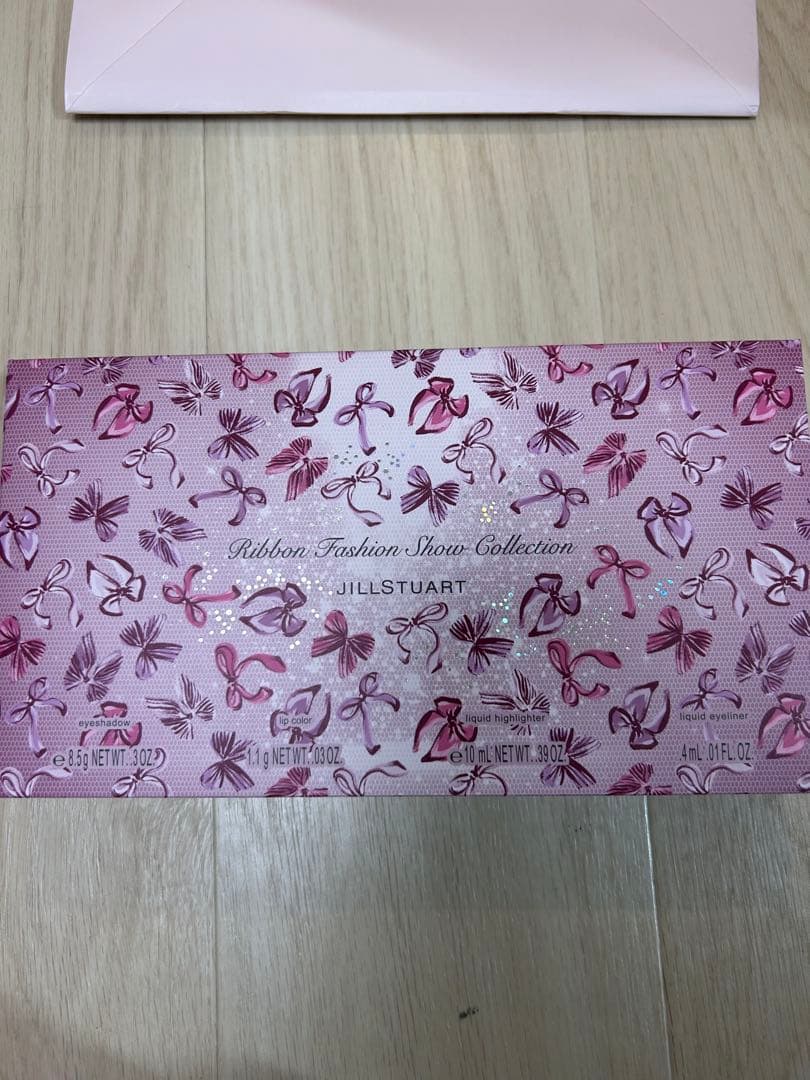 Ribbon Fashion Show Collection
JILLSTUART
eyeshadow
℮ 8.5g NET WT. .3 OZ.
lip color
1.1 g NET WT. .03 OZ.
liquid highlighter
℮ 10 mL NET WT. .39 OZ.
liquid eyeliner
.4 mL .01 FL. OZ.